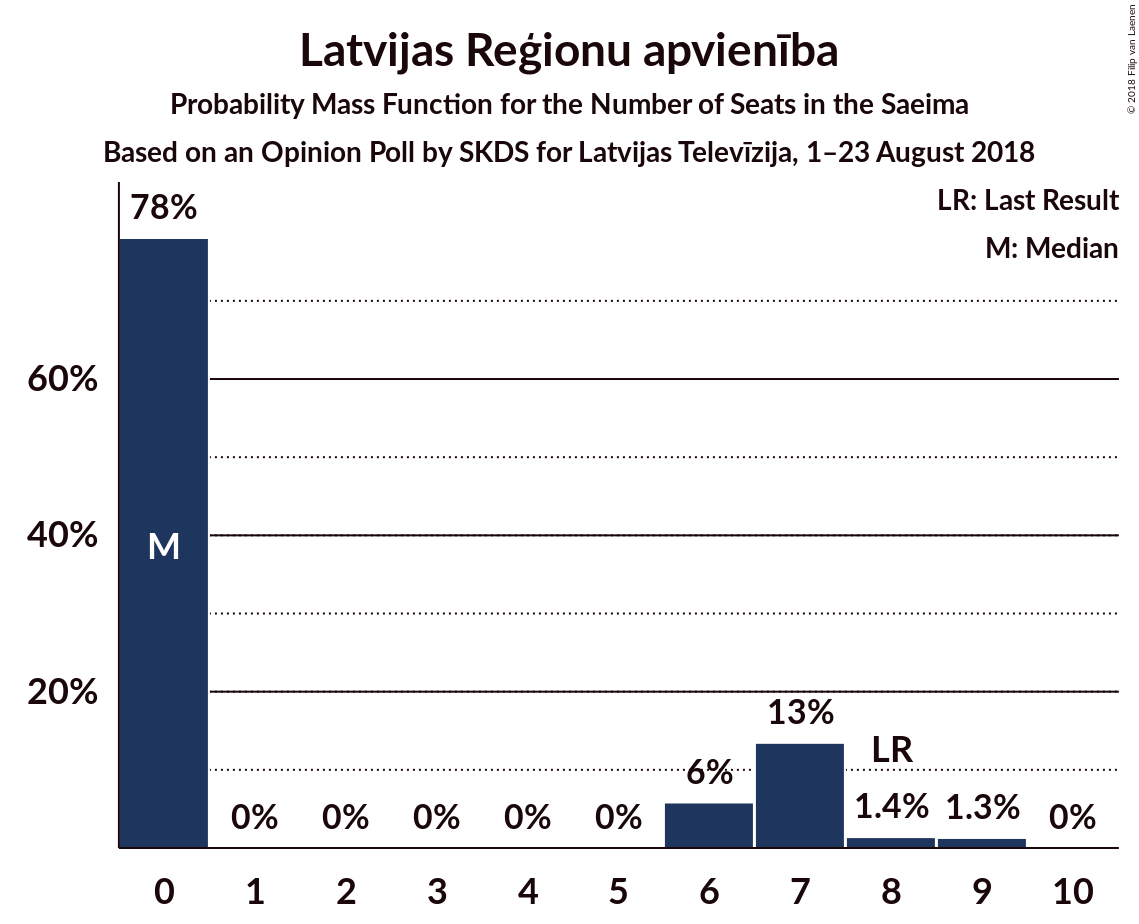 Latvijas Reģionu apvienība
Probability Mass Function for the Number of Seats in the Saeima
Based on an Opinion Poll by SKDS for Latvijas Televīzija, 1–23 August 2018
© 2018 Filip van Laenen
LR: Last Result
M: Median
78%
60%
40%
20%
M
0%
0%
0%
0%
0%
6%
13%
LR
1.4%
1.3%
0%
0 1 2 3 4 5 6 7 8 9 10